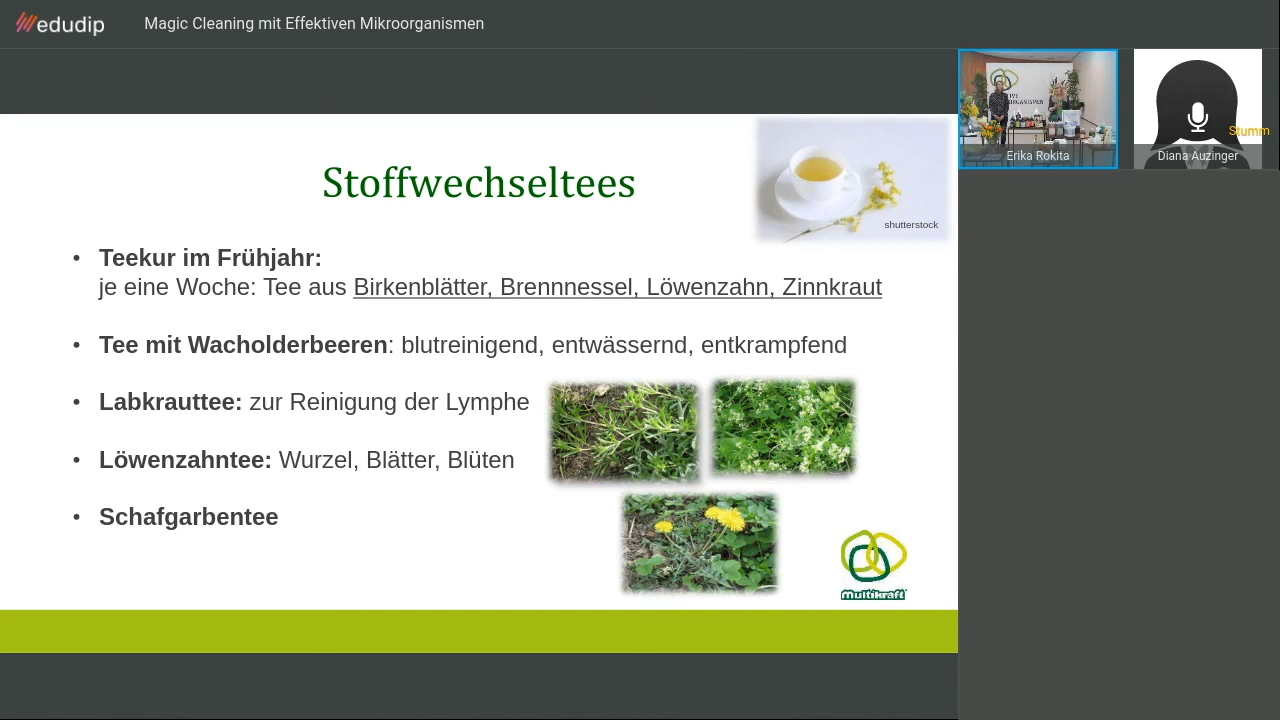 edudip
Magic Cleaning mit Effektiven Mikroorganismen
Stoffwechseltees
shutterstock
• Teekur im Frühjahr:
je eine Woche: Tee aus Birkenblätter, Brennnessel, Löwenzahn, Zinnkraut
• Tee mit Wacholderbeeren: blutreinigend, entwässernd, entkrampfend
• Labkrauttee: zur Reinigung der Lymphe
• Löwenzahntee: Wurzel, Blätter, Blüten
• Schafgarbentee
multikraft
Erika Rokita
Stumm
Diana Auzinger